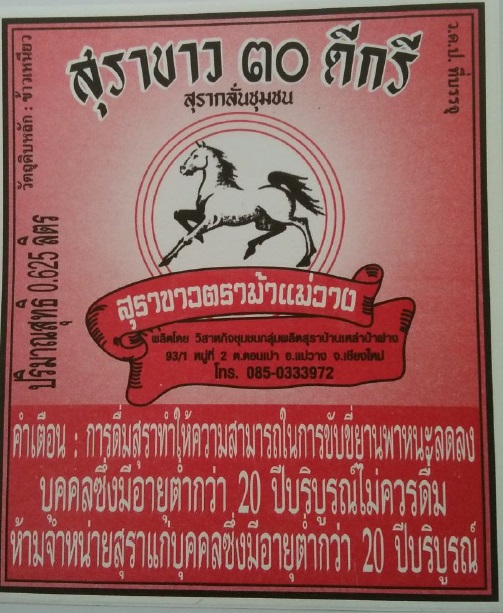 สุราขาว ๓๐ ดีกรี
สุรากลั่นชุมชน
วัตถุดิบหลัก : ข้าวเหนียว
ว.ด.ป. ที่บรรจุ
ปริมาณสุทธิ 0.625 ลิตร
สุราขาวตราม้าแม่วาง
ผลิตโดย วิสาหกิจชุมชนกลุ่มผลิตสุราบ้านเหล่าป่าฝาง
93/1 หมู่ที่ 2 ต.ดอนเปา อ.แม่วาง จ.เชียงใหม่
โทร. 085-0333972
คำเตือน : การดื่มสุราทำให้ความสามารถในการขับขี่ยานพาหนะลดลง
บุคคลซึ่งมีอายุต่ำกว่า 20 ปีบริบูรณ์ไม่ควรดื่ม
ห้ามจำหน่ายสุราแก่บุคคลซึ่งมีอายุต่ำกว่า 20 ปีบริบูรณ์